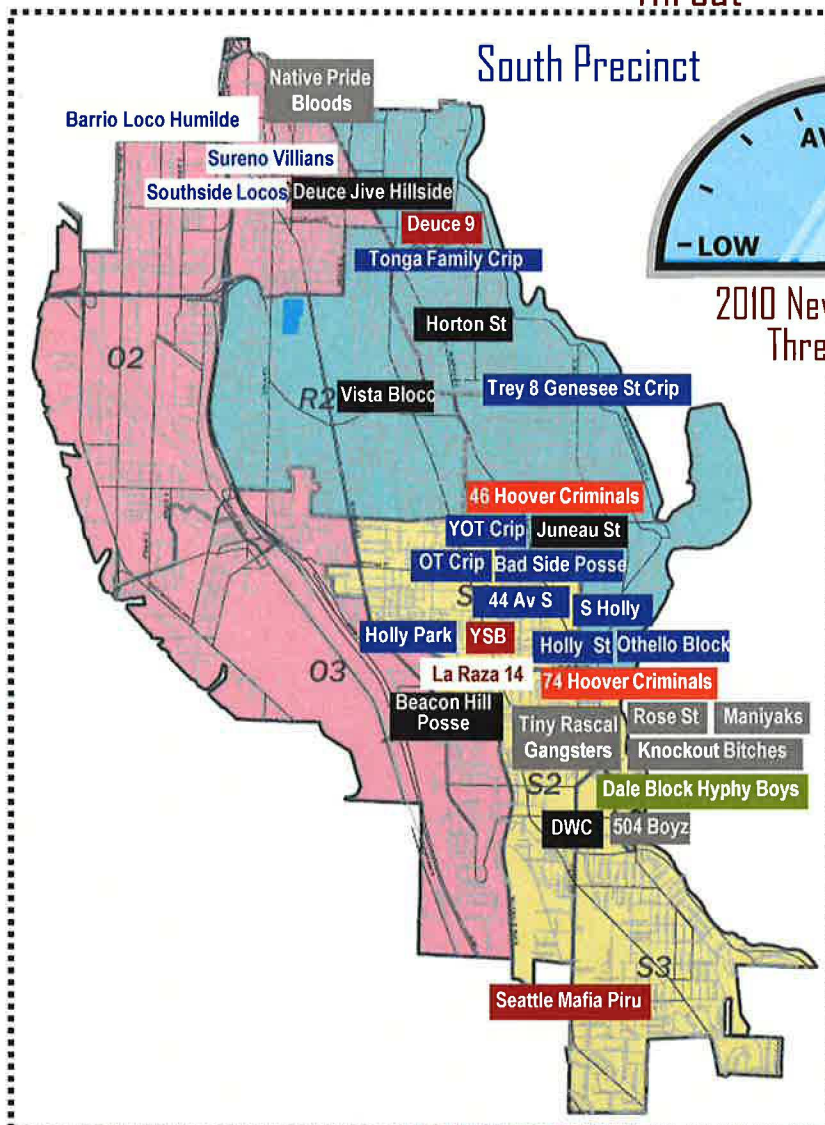 South Precinct
Native Pride
Bloods
Barrio Loco Humilde
Sureno Villians
Southside Locos
Deuce Jive Hillside
Deuce 9
Tonga Family Crip
AV
LOW
2010 Nev
Thre
Horton St
O2
R2
Vista Blocc
Trey 8 Genesee St Crip
46 Hoover Criminals
YOT Crip
Juneau St
OT Crip
Bad Side Posse
S
44 Av S
S Holly
Holly Park
YSB
Holly St
Othello Block
O3
La Raza 14
74 Hoover Criminals
Beacon Hill
Posse
Tiny Rascal
Gangsters
Rose St
Maniyaks
Knockout Bitches
S2
Dale Block Hyphy Boys
DWC
504 Boyz
S3
Seattle Mafia Piru